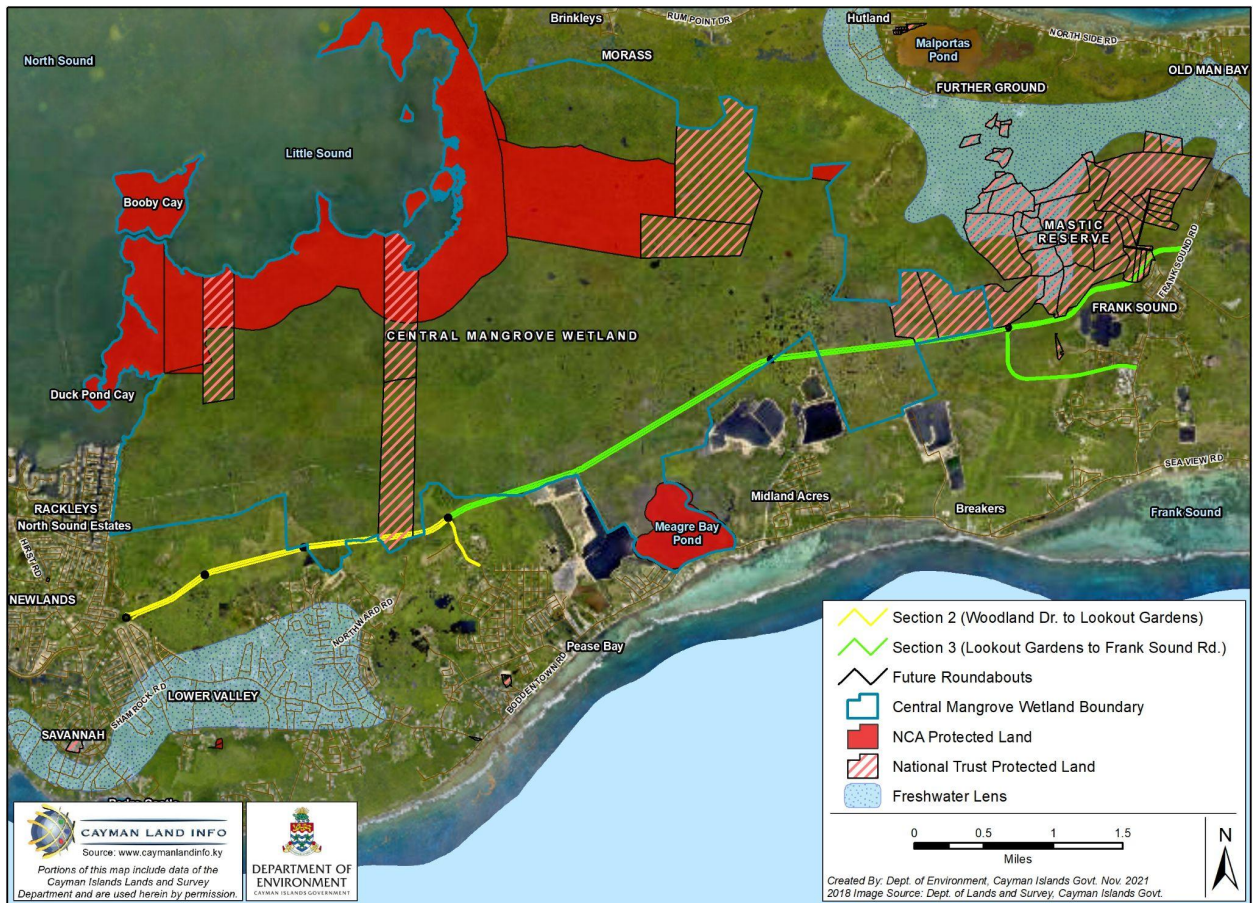 Brinkleys
RUM POINT DR
Hutland
NORTH SIDE RD
North Sound
MORASS
Malportas
Pond
OLD MAN BAY
FURTHER GROUND
Little Sound
Booby Cay
MASTIC
RESERVE
FRANK SOUND RD
FRANK SOUND
CENTRAL MANGROVE WETLAND
Duck Pond Cay
SEA VIEW RD
RACKLEYS
North Sound Estates
Midland Acres
Breakers
Frank Sound
Meagre Bay
Pond
HIRST RD
NEWLANDS
NORTHWARD RD
Pease Bay
BODDEN TOWN RD
LOWER VALLEY
SHAMROCK RD
SAVANNAH
Section 2 (Woodland Dr. to Lookout Gardens)
Section 3 (Lookout Gardens to Frank Sound Rd.)
Future Roundabouts
Central Mangrove Wetland Boundary
NCA Protected Land
National Trust Protected Land
Freshwater Lens
0 0.5 1 1.5
Miles
N
Created By: Dept. of Environment, Cayman Islands Govt. Nov. 2021
2018 Image Source: Dept. of Lands and Survey, Cayman Islands Govt.
CAYMAN LAND INFO
Source: www.caymanlandinfo.ky
Portions of this map include data of the
Cayman Islands Lands and Survey
Department and are used herein by permission.
DEPARTMENT OF
ENVIRONMENT
CAYMAN ISLANDS GOVERNMENT